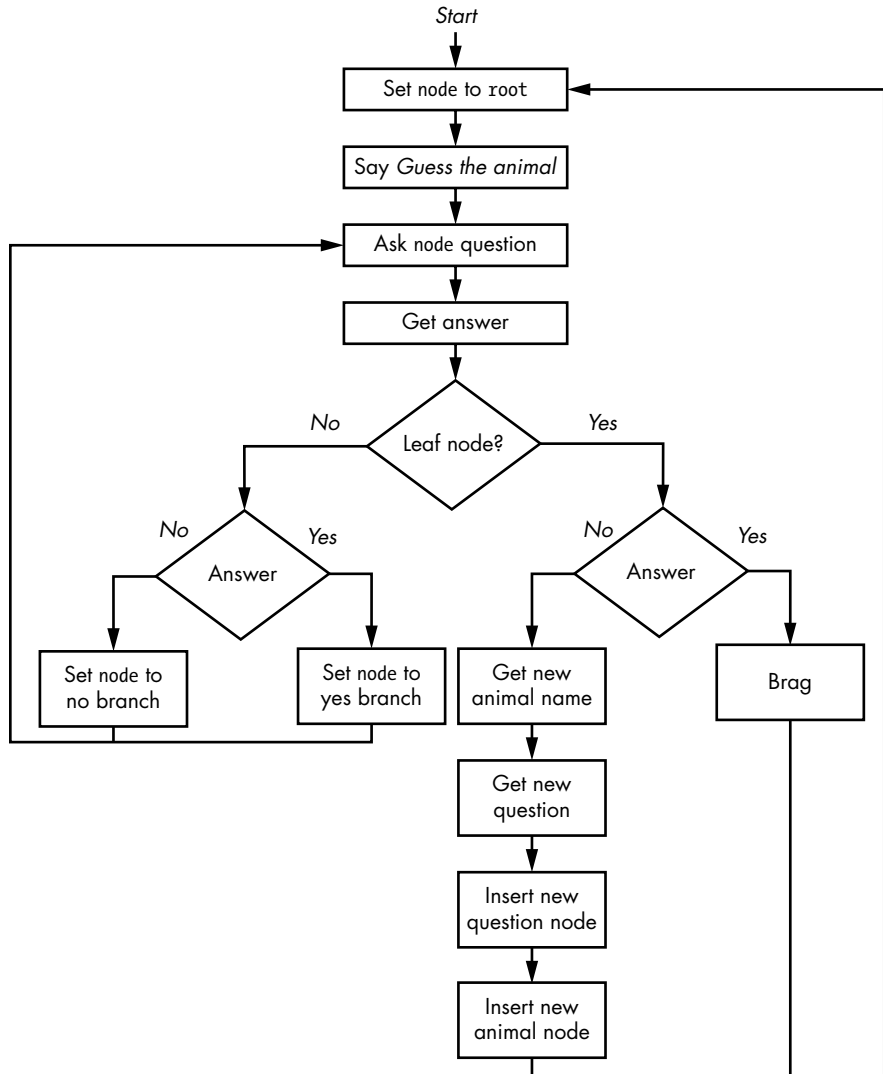 Start
Set node to root
Say Guess the animal
Ask node question
Get answer
Leaf node?
No
Yes
Answer
No
Yes
Answer
No
Yes
Set node to
no branch
Set node to
yes branch
Get new
animal name
Brag
Get new
question
Insert new
question node
Insert new
animal node